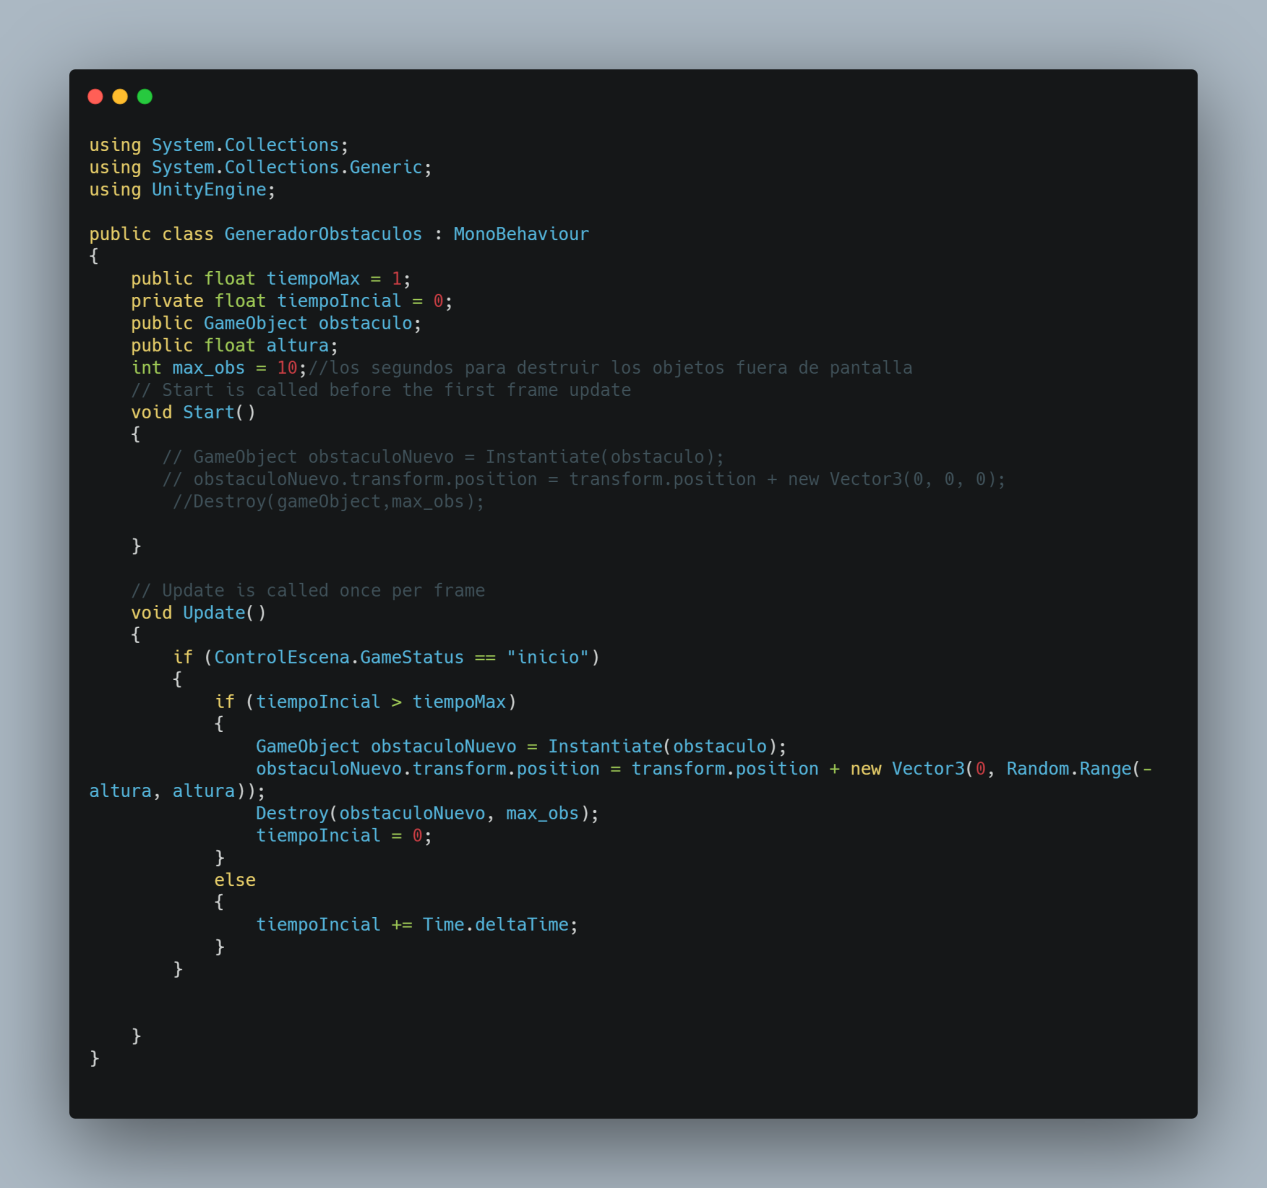 using System.Collections;
using System.Collections.Generic;
using UnityEngine;

public class GeneradorObstaculos : MonoBehaviour
{
    public float tiempoMax = 1;
    private float tiempoIncial = 0;
    public GameObject obstaculo;
    public float altura;
    int max_obs = 10;//los segundos para destruir los objetos fuera de pantalla
    // Start is called before the first frame update
    void Start()
    {
       // GameObject obstaculoNuevo = Instantiate(obstaculo);
       // obstaculoNuevo.transform.position = transform.position + new Vector3(0, 0, 0);
        //Destroy(gameObject,max_obs);

    }

    // Update is called once per frame
    void Update()
    {
        if (ControlEscena.GameStatus == "inicio")
        {
            if (tiempoIncial > tiempoMax)
            {
                GameObject obstaculoNuevo = Instantiate(obstaculo);
                obstaculoNuevo.transform.position = transform.position + new Vector3(0, Random.Range(-
altura, altura));
                Destroy(obstaculoNuevo, max_obs);
                tiempoIncial = 0;
            }
            else
            {
                tiempoIncial += Time.deltaTime;
            }
        }


    }
}